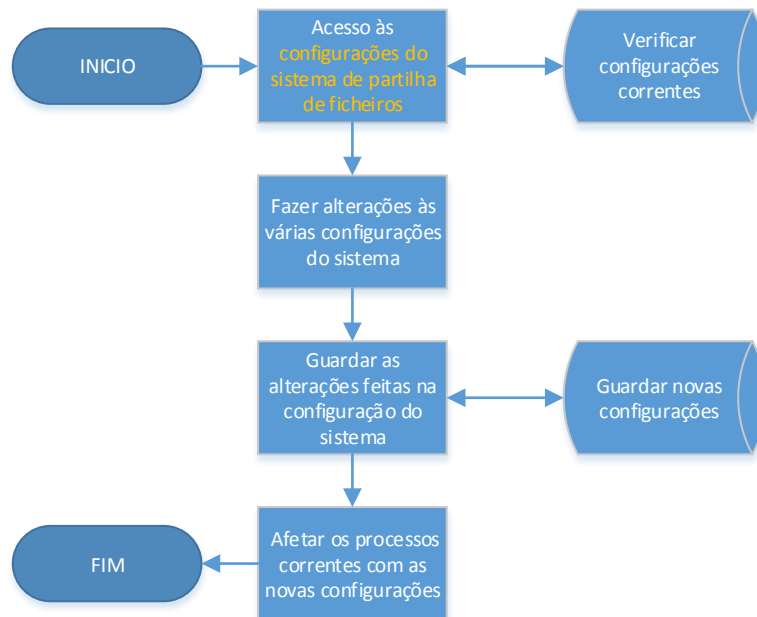 INICIO
Acesso às
configurações do
sistema de partilha
de ficheiros
Verificar
configurações
correntes
Fazer alterações às
várias configurações
do sistema
Guardar as
alterações feitas na
configuração do
sistema
Guardar novas
configurações
Afetar os processos
correntes com as
novas configurações
FIM